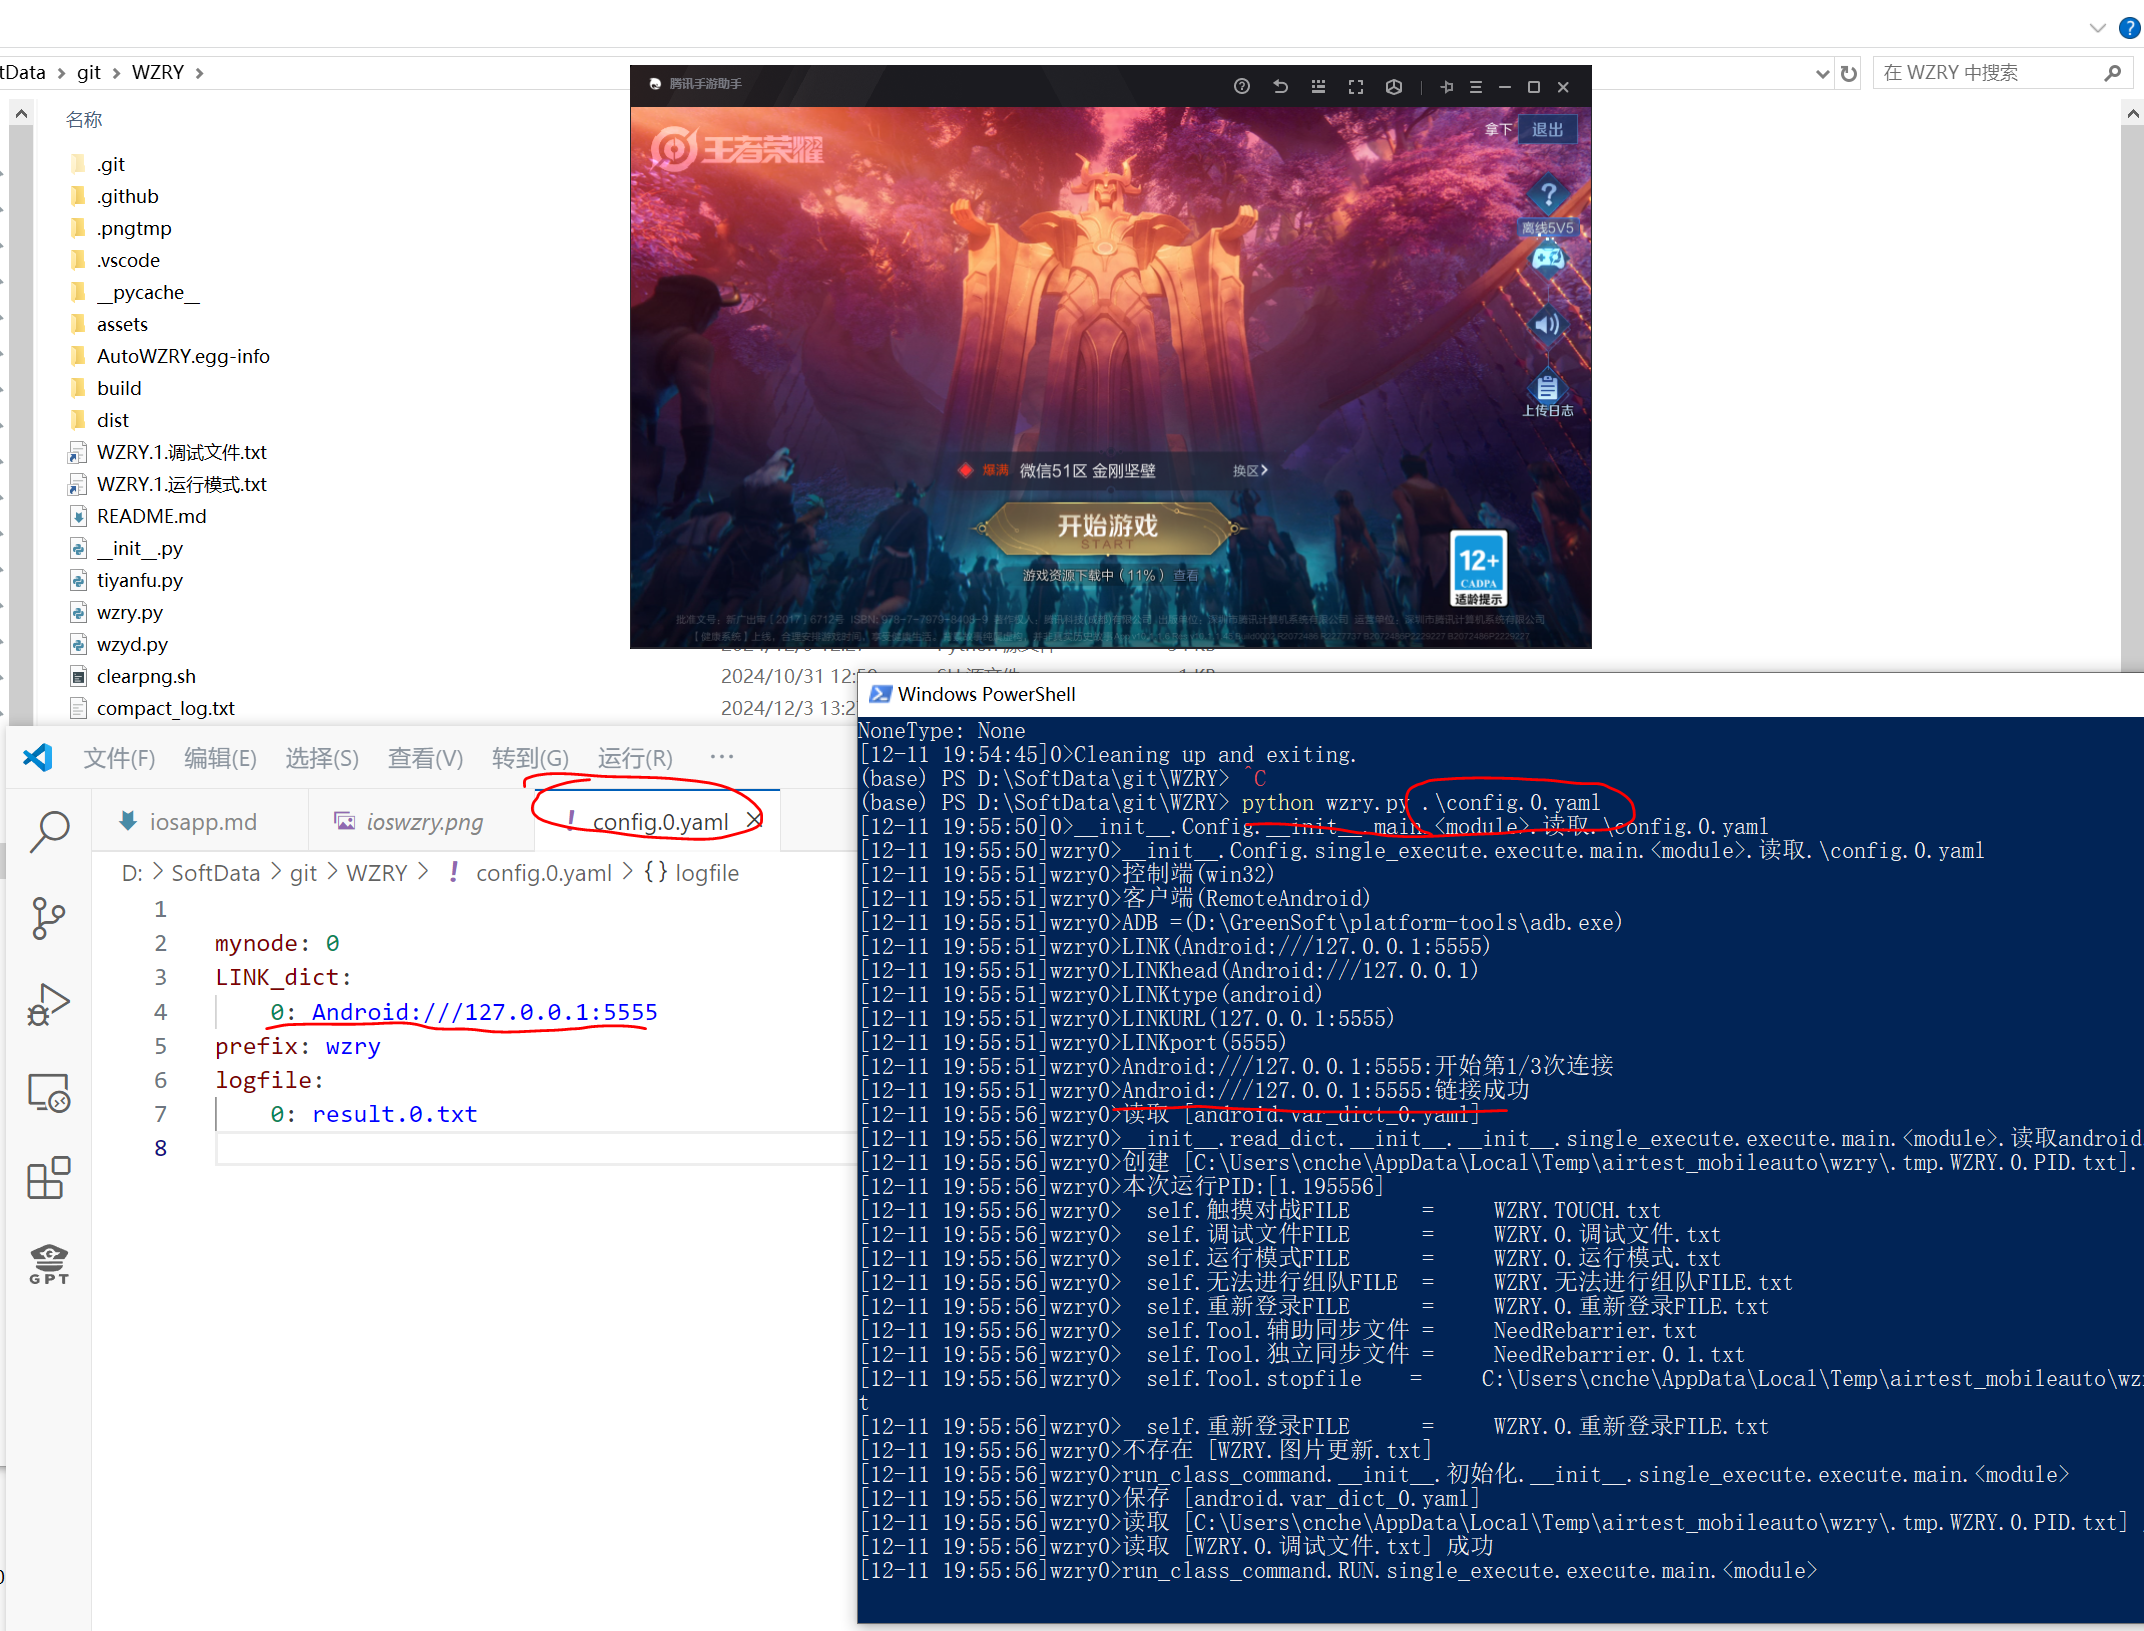 tData > git > WZRY >
在 WZRY 中搜索
名称
.git
.github
.pngtmp
.vscode
__pycache__
assets
AutoWZRY.egg-info
build
dist
WZRY.1.调试文件.txt
WZRY.1.运行模式.txt
README.md
__init__.py
tiyanfu.py
wzry.py
wzyd.py
clearpng.sh
2024/10/31 12:
compact_log.txt
2024/12/3 13:2
腾讯手游助手
王者荣耀
拿下 退出
离线5V5
上传日志
爆满 微信51区 金刚坚壁 换区>
开始游戏
START
游戏资源下载中(11%) 查看
12+
CADPA
适龄提示
文件(F) 编辑(E) 选择(S) 查看(V) 转到(G) 运行(R) ···
iosapp.md ioswzry.png ! config.0.yaml
D: > SoftData > git > WZRY > ! config.0.yaml > {} logfile
1
2 mynode: 0
3 LINK_dict:
4 0: Android:///127.0.0.1:5555
5 prefix: wzry
6 logfile:
7 0: result.0.txt
8
GPT
Windows PowerShell
NoneType: None
[12-11 19:54:45]0>Cleaning up and exiting.
(base) PS D:\SoftData\git\WZRY> ^C
(base) PS D:\SoftData\git\WZRY> python wzry.py .\config.0.yaml
[12-11 19:55:50]0>__init__.Config.__init__.main.<module>.读取.\config.0.yaml
[12-11 19:55:50]wzry0>__init__.Config.single_execute.execute.main.<module>.读取.\config.0.yaml
[12-11 19:55:51]wzry0>控制端(win32)
[12-11 19:55:51]wzry0>客户端(RemoteAndroid)
[12-11 19:55:51]wzry0>ADB =(D:\GreenSoft\platform-tools\adb.exe)
[12-11 19:55:51]wzry0>LINK(Android:///127.0.0.1:5555)
[12-11 19:55:51]wzry0>LINKhead(Android:///127.0.0.1)
[12-11 19:55:51]wzry0>LINKtype(android)
[12-11 19:55:51]wzry0>LINKURL(127.0.0.1:5555)
[12-11 19:55:51]wzry0>LINKport(5555)
[12-11 19:55:51]wzry0>Android:///127.0.0.1:5555:开始第1/3次连接
[12-11 19:55:51]wzry0>Android:///127.0.0.1:5555:链接成功
[12-11 19:55:56]wzry0>读取 [android.var_dict_0.yaml]
[12-11 19:55:56]wzry0>__init__.read_dict.__init__.__init__.single_execute.execute.main.<module>.读取android
[12-11 19:55:56]wzry0>创建 [C:\Users\cnche\AppData\Local\Temp\airtest_mobileauto\wzry\.tmp.WZRY.0.PID.txt].
[12-11 19:55:56]wzry0>本次运行PID:[1.195556]
[12-11 19:55:56]wzry0> self.触摸对战FILE = WZRY.TOUCH.txt
[12-11 19:55:56]wzry0> self.调试文件FILE = WZRY.0.调试文件.txt
[12-11 19:55:56]wzry0> self.运行模式FILE = WZRY.0.运行模式.txt
[12-11 19:55:56]wzry0> self.无法进行组队FILE = WZRY.无法进行组队FILE.txt
[12-11 19:55:56]wzry0> self.重新登录FILE = WZRY.0.重新登录FILE.txt
[12-11 19:55:56]wzry0> self.Tool.辅助同步文件 = NeedRebarrier.txt
[12-11 19:55:56]wzry0> self.Tool.独立同步文件 = NeedRebarrier.0.1.txt
[12-11 19:55:56]wzry0> self.Tool.stopfile = C:\Users\cnche\AppData\Local\Temp\airtest_mobileauto\wz
t
[12-11 19:55:56]wzry0> self.重新登录FILE = WZRY.0.重新登录FILE.txt
[12-11 19:55:56]wzry0>不存在 [WZRY.图片更新.txt]
[12-11 19:55:56]wzry0>run_class_command.__init__.初始化.__init__.single_execute.execute.main.<module>
[12-11 19:55:56]wzry0>保存 [android.var_dict_0.yaml]
[12-11 19:55:56]wzry0>读取 [C:\Users\cnche\AppData\Local\Temp\airtest_mobileauto\wzry\.tmp.WZRY.0.PID.txt]
[12-11 19:55:56]wzry0>读取 [WZRY.0.调试文件.txt] 成功
[12-11 19:55:56]wzry0>run_class_command.RUN.single_execute.execute.main.<module>